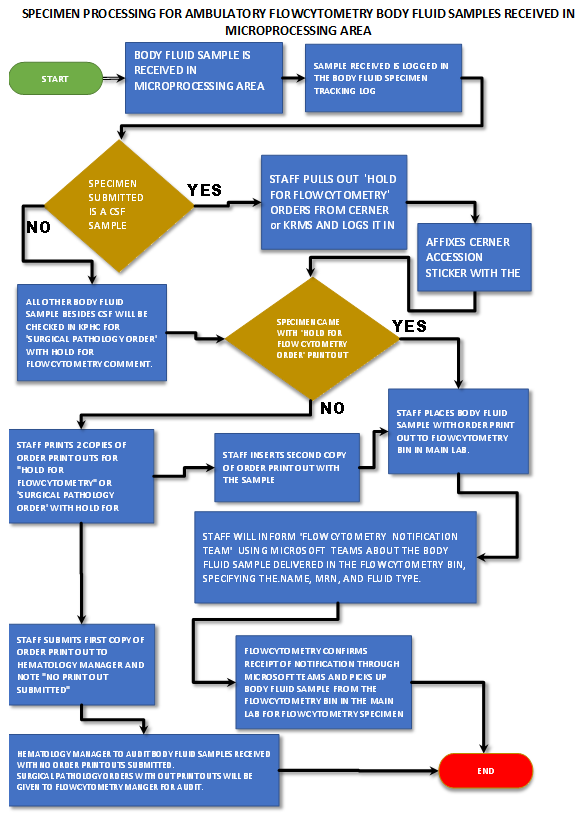 SPECIMEN PROCESSING FOR AMBULATORY FLOWCYTOMETRY BODY FLUID SAMPLES RECEIVED IN
MICROPROCESSING AREA
START
BODY FLUID SAMPLE IS
RECEIVED IN
MICROPROCESSING AREA
SAMPLE RECEIVED IS LOGGED IN
THE BODY FLUID SPECIMEN
TRACKING LOG
SPECIMEN
SUBMITTED
IS A CSF
SAMPLE
YES
NO
STAFF PULLS OUT 'HOLD
FOR FLOWCYTOMETRY'
ORDERS FROM CERNER
or KRMS AND LOGS IT IN
AFFIXES CERNER
ACCESSION
STICKER WITH THE
ALL OTHER BODY FLUID
SAMPLE BESIDES CSF WILL BE
CHECKED IN KPHC FOR
'SURGICAL PATHOLOGY ORDER'
WITH HOLD FOR
FLOWCYTOMETRY COMMENT.
SPECIMEN CAME
WITH 'HOLD FOR
FLOW CYTOMETRY
ORDER' PRINTOUT
YES
NO
STAFF PLACES BODY FLUID
SAMPLE WITH ORDER PRINT
OUT TO FLOWCYTOMETRY
BIN IN MAIN LAB.
STAFF PRINTS 2 COPIES OF
ORDER PRINT OUTS FOR
"HOLD FOR
FLOWCYTOMETRY" OR
'SURGICAL PATHOLOGY
ORDER' WITH HOLD FOR
STAFF INSERTS SECOND COPY
OF ORDER PRINT OUT WITH
THE SAMPLE
STAFF WILL INFORM 'FLOWCYTOMETRY NOTIFICATION
TEAM' USING MICROSOFT TEAMS ABOUT THE BODY
FLUID SAMPLE DELIVERED IN THE FLOWCYTOMETRY BIN,
SPECIFYING THE.NAME, MRN, AND FLUID TYPE.
STAFF SUBMITS FIRST COPY OF
ORDER PRINT OUT TO
HEMATOLOGY MANAGER AND
NOTE "NO PRINT OUT
SUBMITTED"
FLOWCYTOMETRY CONFIRMS
RECEIPT OF NOTIFICATION THROUGH
MICROSOFT TEAMS AND PICKS UP
BODY FLUID SAMPLE FROM THE
FLOWCYTOMETRY BIN IN THE MAIN
LAB FOR FLOWCYTOMETRY SPECIMEN
HEMATOLOGY MANAGER TO AUDIT BODY FLUID SAMPLES RECEIVED
WITH NO ORDER PRINT OUTS SUBMITTED.
SURGICAL PATHOLOGY ORDERS WITH OUT PRINTOUTS WILL BE
GIVEN TO FLOWCYTOMETRY MANGER FOR AUDIT.
END